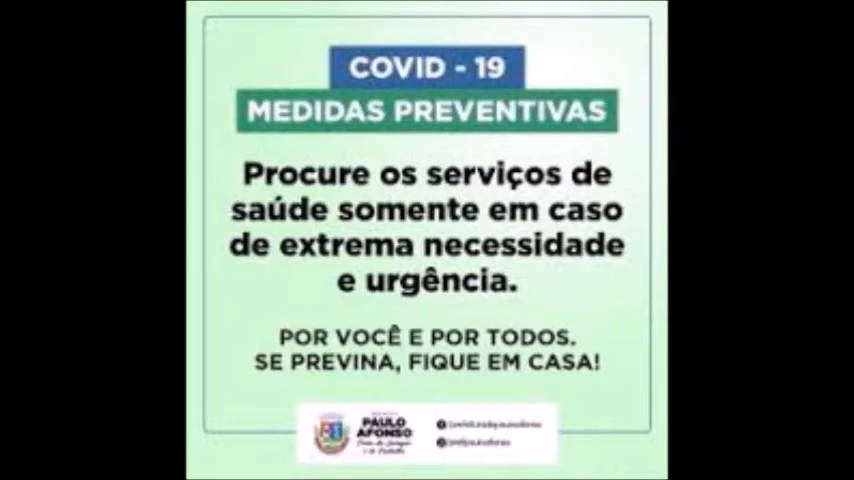 COVID - 19
MEDIDAS PREVENTIVAS
Procure os serviços de
saúde somente em caso
de extrema necessidade
e urgência.
POR VOCÊ E POR TODOS.
SE PREVINA, FIQUE EM CASA!
PAULO
AFONSO